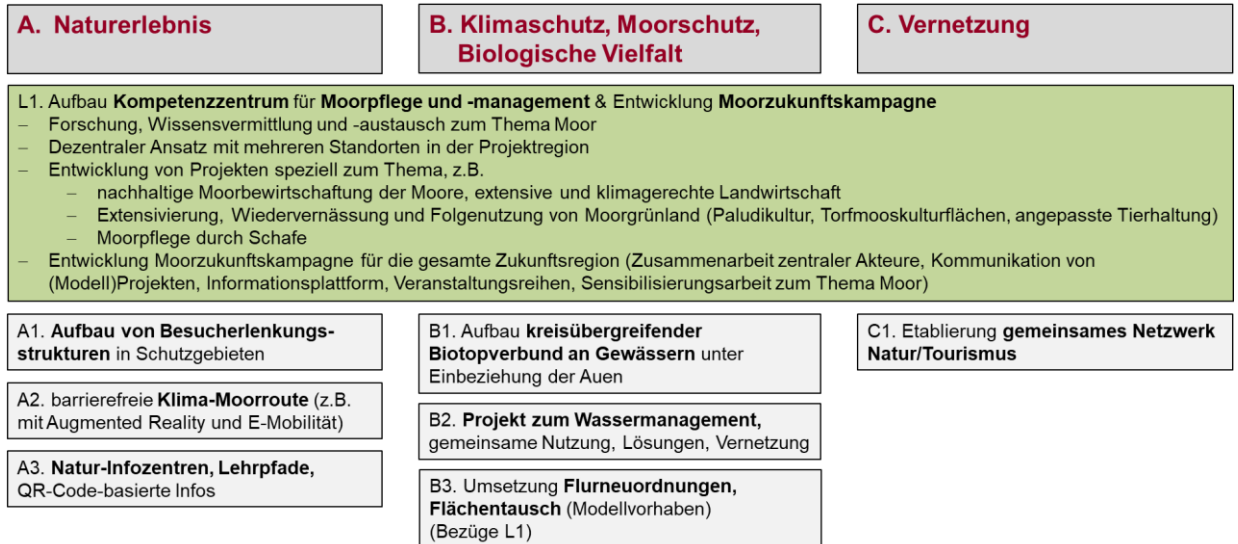 A. Naturerlebnis
B. Klimaschutz, Moorschutz,
Biologische Vielfalt
C. Vernetzung
L1. Aufbau Kompetenzzentrum für Moorpflege und -management & Entwicklung Moorzukunftskampagne
– Forschung, Wissensvermittlung und -austausch zum Thema Moor
– Dezentraler Ansatz mit mehreren Standorten in der Projektregion
– Entwicklung von Projekten speziell zum Thema, z.B.
– nachhaltige Moorbewirtschaftung der Moore, extensive und klimagerechte Landwirtschaft
– Extensivierung, Wiedervernässung und Folgenutzung von Moorgrünland (Paludikultur, Torfmooskulturflächen, angepasste Tierhaltung)
– Moorpflege durch Schafe
– Entwicklung Moorzukunftskampagne für die gesamte Zukunftsregion (Zusammenarbeit zentraler Akteure, Kommunikation von
(Modell)Projekten, Informationsplattform, Veranstaltungsreihen, Sensibilisierungsarbeit zum Thema Moor)
A1. Aufbau von Besucherlenkungs-
strukturen in Schutzgebieten
A2. barrierefreie Klima-Moorroute (z.B.
mit Augmented Reality und E-Mobilität)
A3. Natur-Infozentren, Lehrpfade,
QR-Code-basierte Infos
B1. Aufbau kreisübergreifender
Biotopverbund an Gewässern unter
Einbeziehung der Auen
B2. Projekt zum Wassermanagement,
gemeinsame Nutzung, Lösungen, Vernetzung
B3. Umsetzung Flurneuordnungen,
Flächentausch (Modellvorhaben)
(Bezüge L1)
C1. Etablierung gemeinsames Netzwerk
Natur/Tourismus